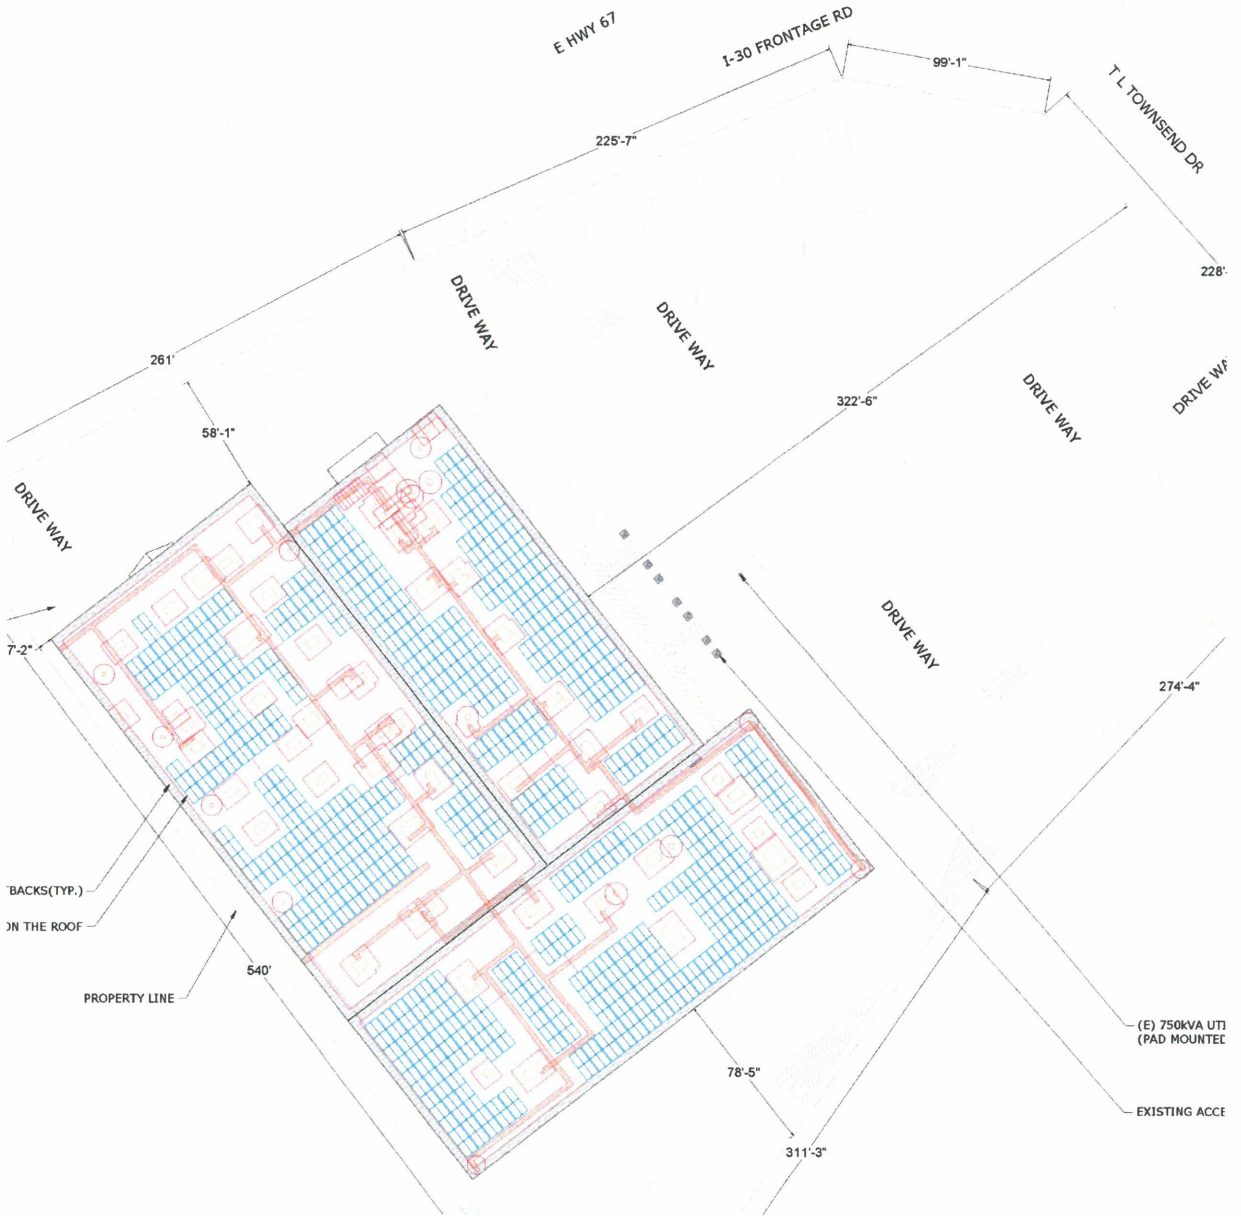 E HWY 67
I-30 FRONTAGE RD
99'-1"
T L TOWNSEND DR
225'-7"
228'-
DRIVE WAY
DRIVE WAY
261'
322'-6"
DRIVE WAY
DRIVE WA
58'-1"
DRIVE WAY
DRIVE WAY
7'-2"
274'-4"
BACKS(TYP.)
ON THE ROOF
540'
PROPERTY LINE
(E) 750kVA UTI
(PAD MOUNTED
78'-5"
EXISTING ACCE
311'-3"